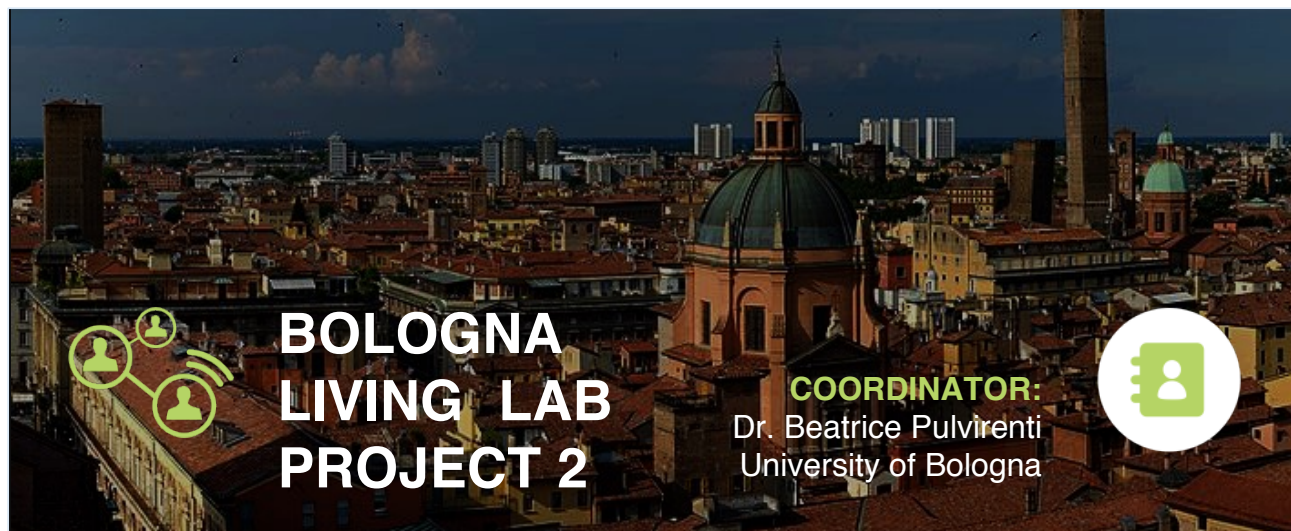 BOLOGNA
LIVING LAB
PROJECT 2
COORDINATOR:
Dr. Beatrice Pulvirenti
University of Bologna